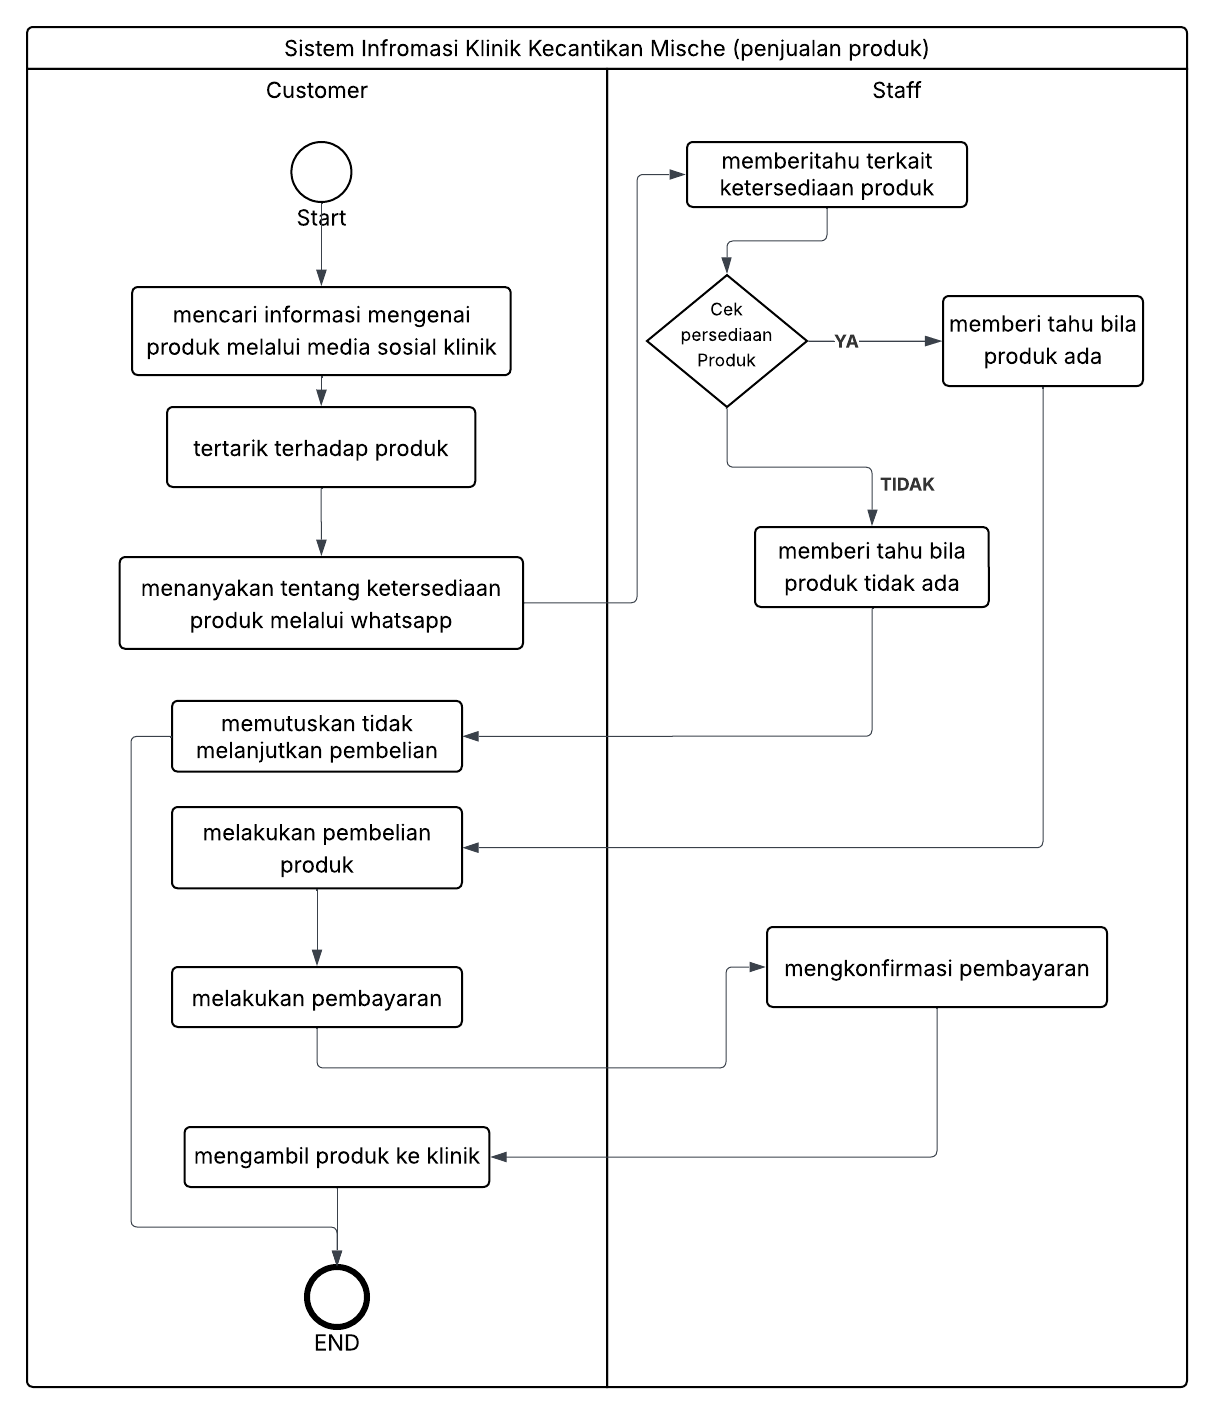 Sistem Infromasi Klinik Kecantikan Mische (penjualan produk)
Customer
Staff
Start
mencari informasi mengenai
produk melalui media sosial klinik
tertarik terhadap produk
menanyakan tentang ketersediaan
produk melalui whatsapp
memberitahu terkait
ketersediaan produk
Cek
persediaan
Produk
YA
memberi tahu bila
produk ada
TIDAK
memberi tahu bila
produk tidak ada
memutuskan tidak
melanjutkan pembelian
melakukan pembelian
produk
melakukan pembayaran
mengkonfirmasi pembayaran
mengambil produk ke klinik
END